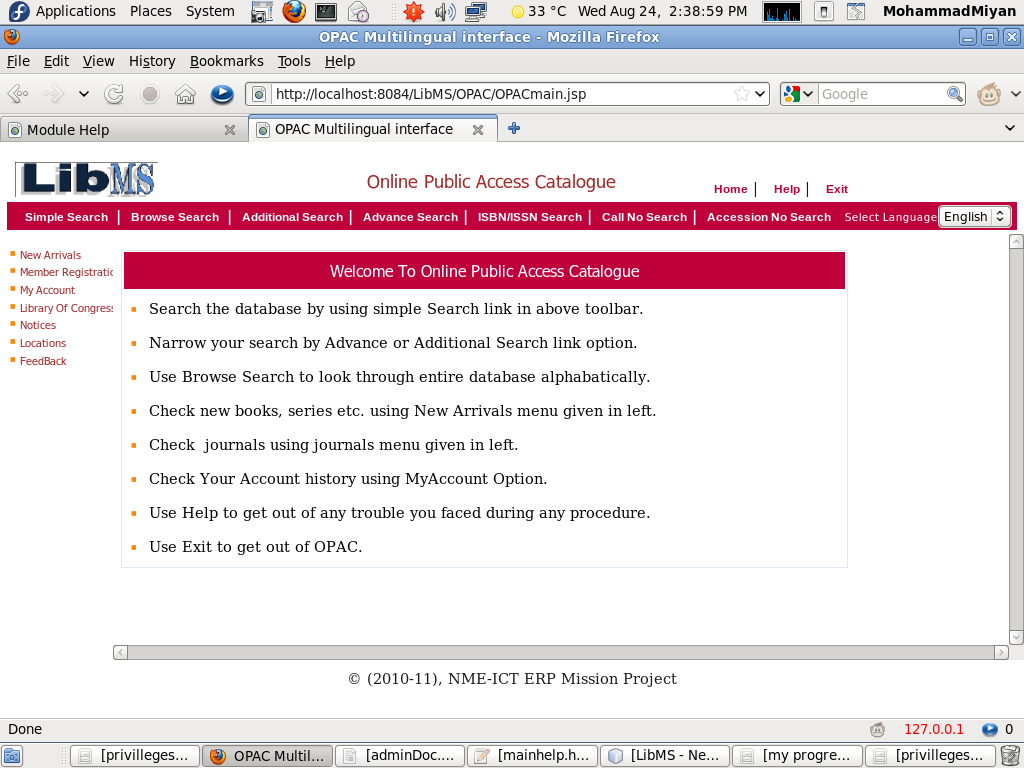 Applications Places System 33 °C Wed Aug 24, 2:38:59 PM MohammadMiyan
OPAC Multilingual interface - Mozilla Firefox
File Edit View History Bookmarks Tools Help
http://localhost:8084/LibMS/OPAC/OPACmain.jsp Google
Module Help OPAC Multilingual interface
LibMS
Online Public Access Catalogue
Home | Help | Exit
Simple Search | Browse Search | Additional Search | Advance Search | ISBN/ISSN Search | Call No Search | Accession No Search Select Language English
New Arrivals
Member Registratio
My Account
Library Of Congress
Notices
Locations
FeedBack
Welcome To Online Public Access Catalogue
Search the database by using simple Search link in above toolbar.
Narrow your search by Advance or Additional Search link option.
Use Browse Search to look through entire database alphabatically.
Check new books, series etc. using New Arrivals menu given in left.
Check journals using journals menu given in left.
Check Your Account history using MyAccount Option.
Use Help to get out of any trouble you faced during any procedure.
Use Exit to get out of OPAC.
© (2010-11), NME-ICT ERP Mission Project
Done 127.0.0.1 0
[privilleges... OPAC Multil... [adminDoc.... [mainhelp.h... [LibMS - Ne... [my progre... [privilleges...